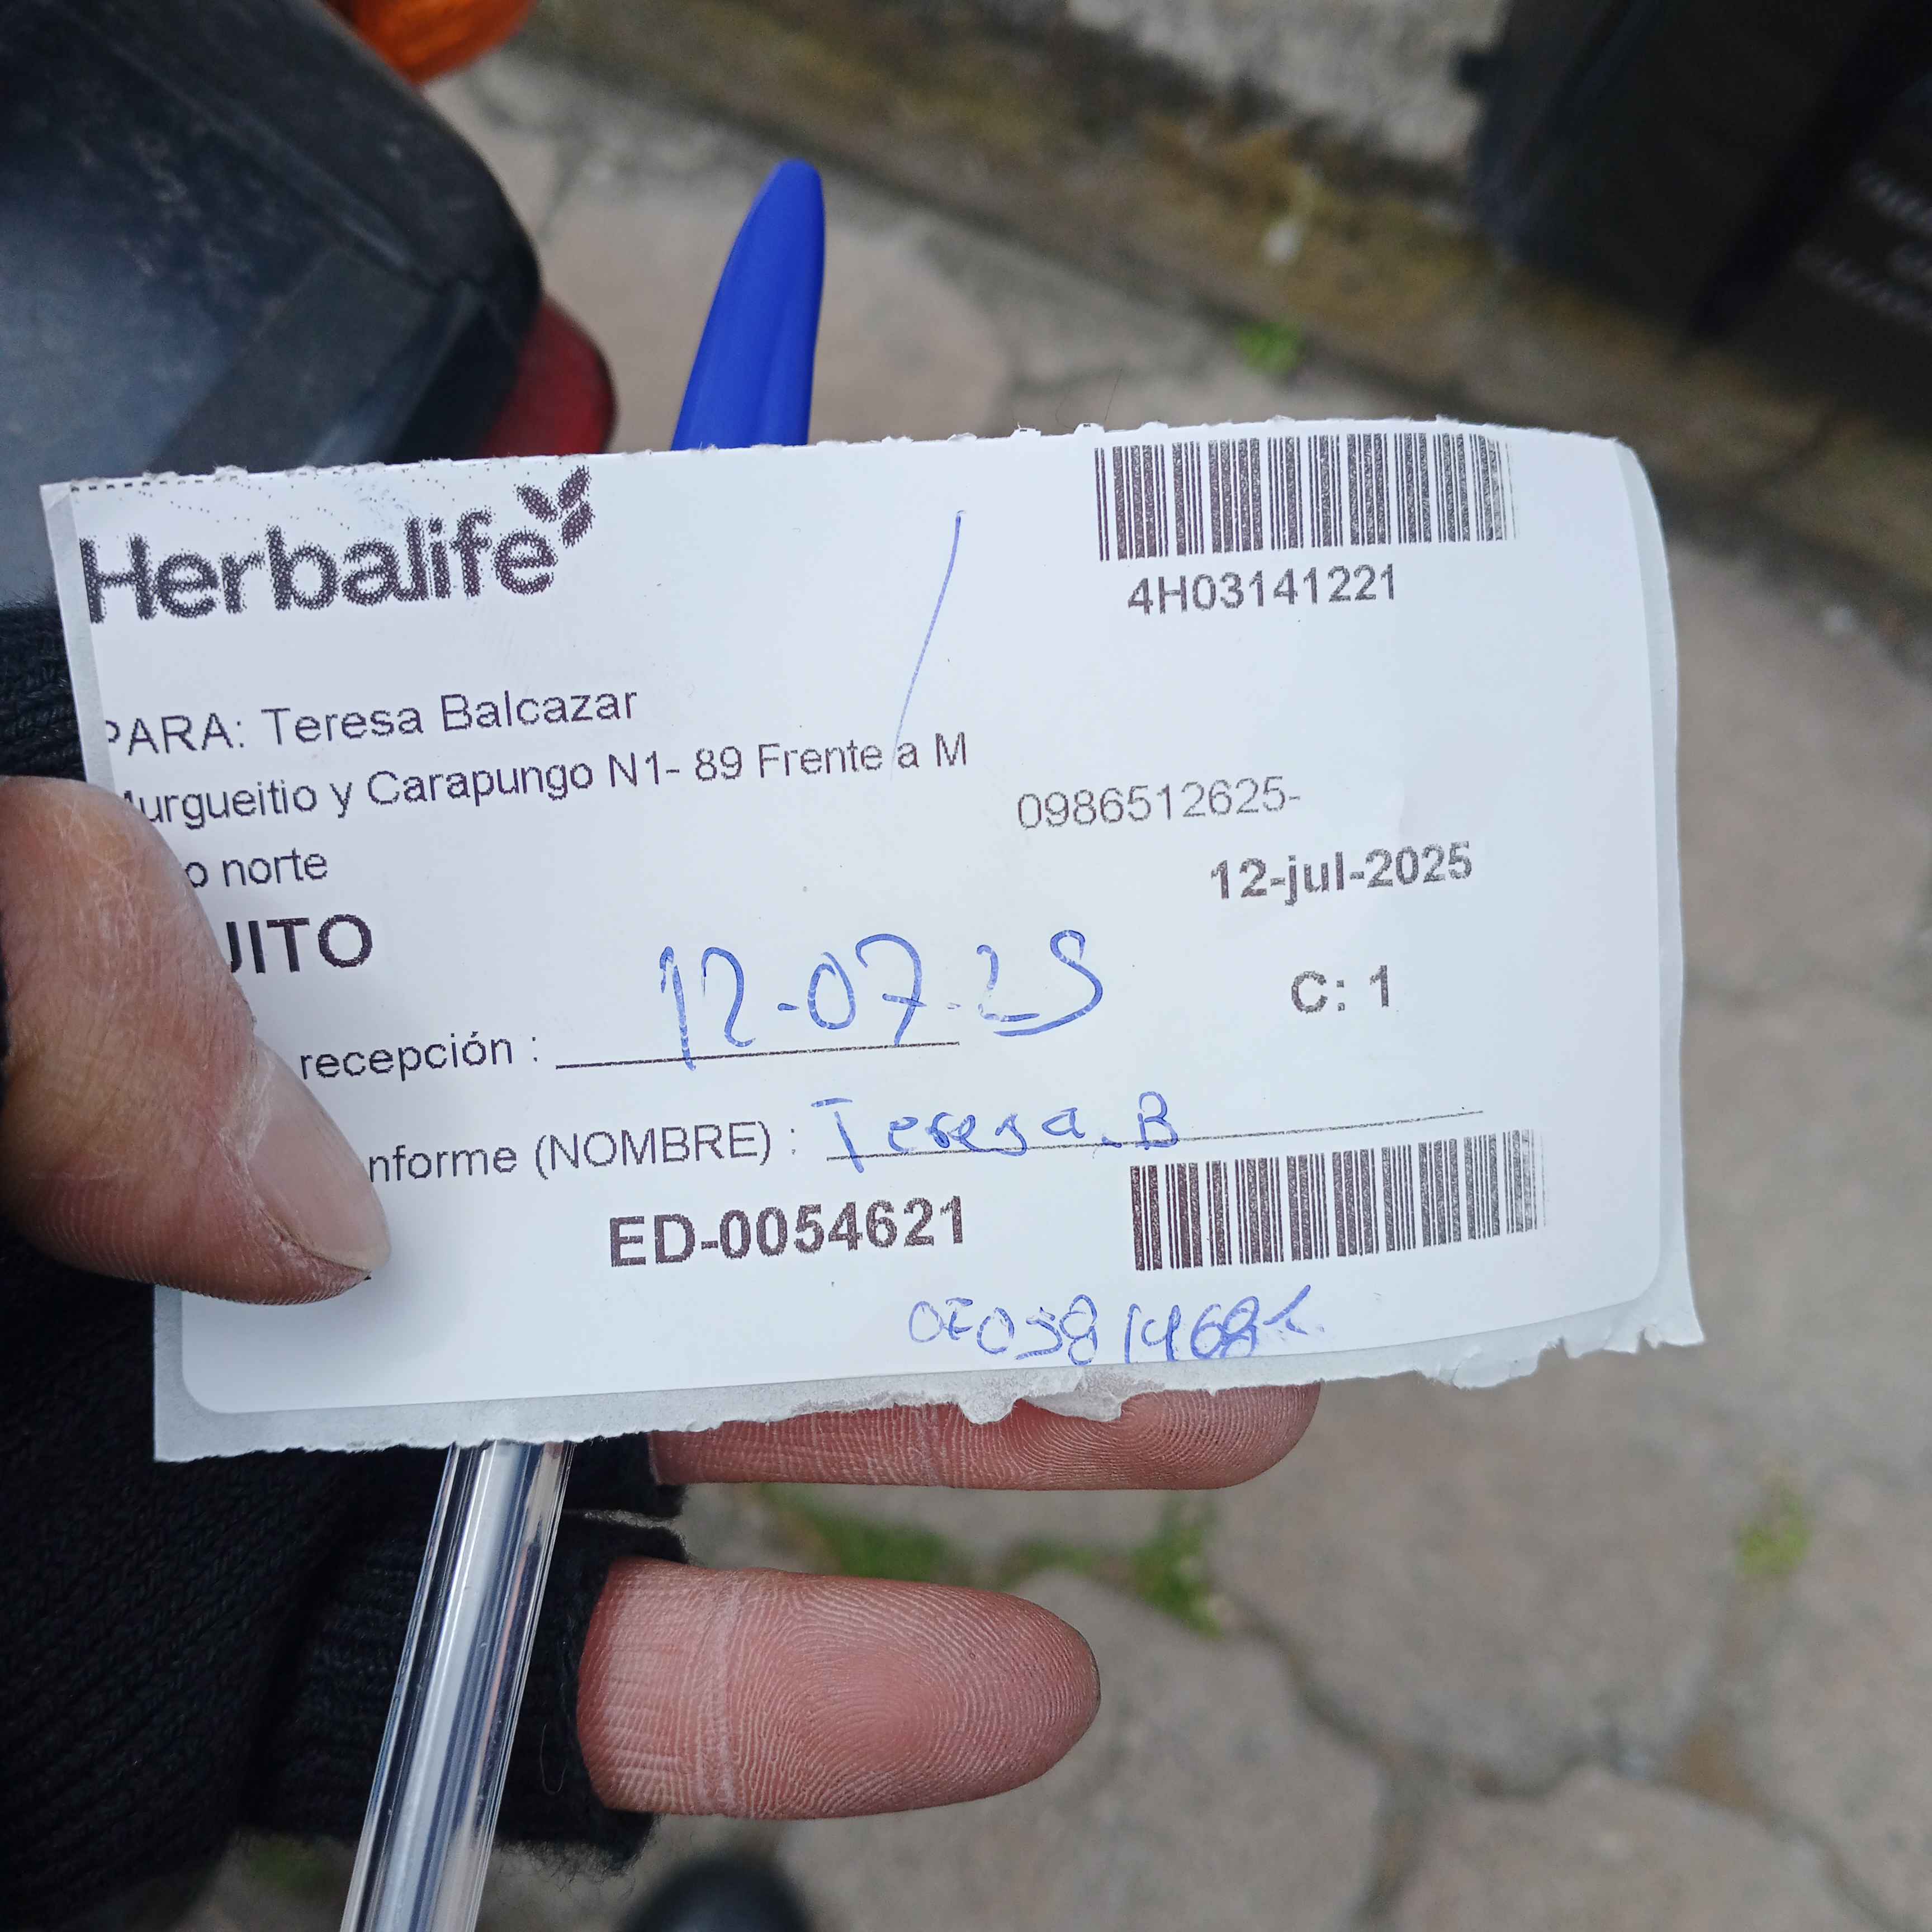 Herbalife
4H03141221
PARA: Teresa Balcazar
Murgueitio y Carapungo N1- 89 Frente a M
0986512625-
o norte
12-jul-2025
UITO
C: 1
recepción : 12-07-25
nforme (NOMBRE) : Teresa.B
ED-0054621